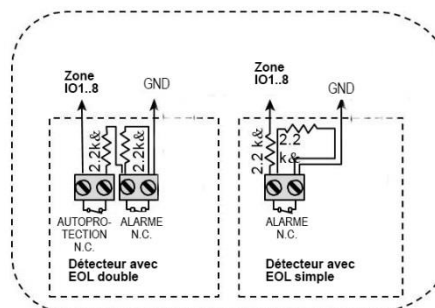 Zone
IO1..8
GND
2.2k&
2.2k&
AUTOPRO-
TECTION
N.C.
ALARME
N.C.
Détecteur avec
EOL double
Zone
IO1..8
GND
2.2 k&
2.2
k&
ALARME
N.C.
Détecteur avec
EOL simple